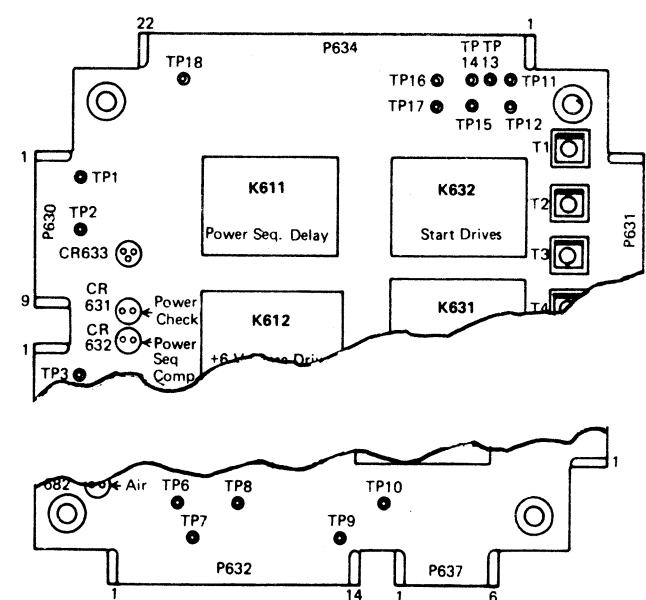 22
1
P634
TP18
TP TP
14 13
TP16
TP11
TP17
TP15
TP12
T1
1
TP1
K611
Power Seq. Delay
K632
Start Drives
T2
P630
TP2
P631
CR633
T3
9
CR
631
Power
Check
K612
K631
T4
CR
632
Power
Seq
Comp
1
TP3
682
Air
TP6
TP8
TP10
1
TP7
TP9
P632
P637
1
14
1
6